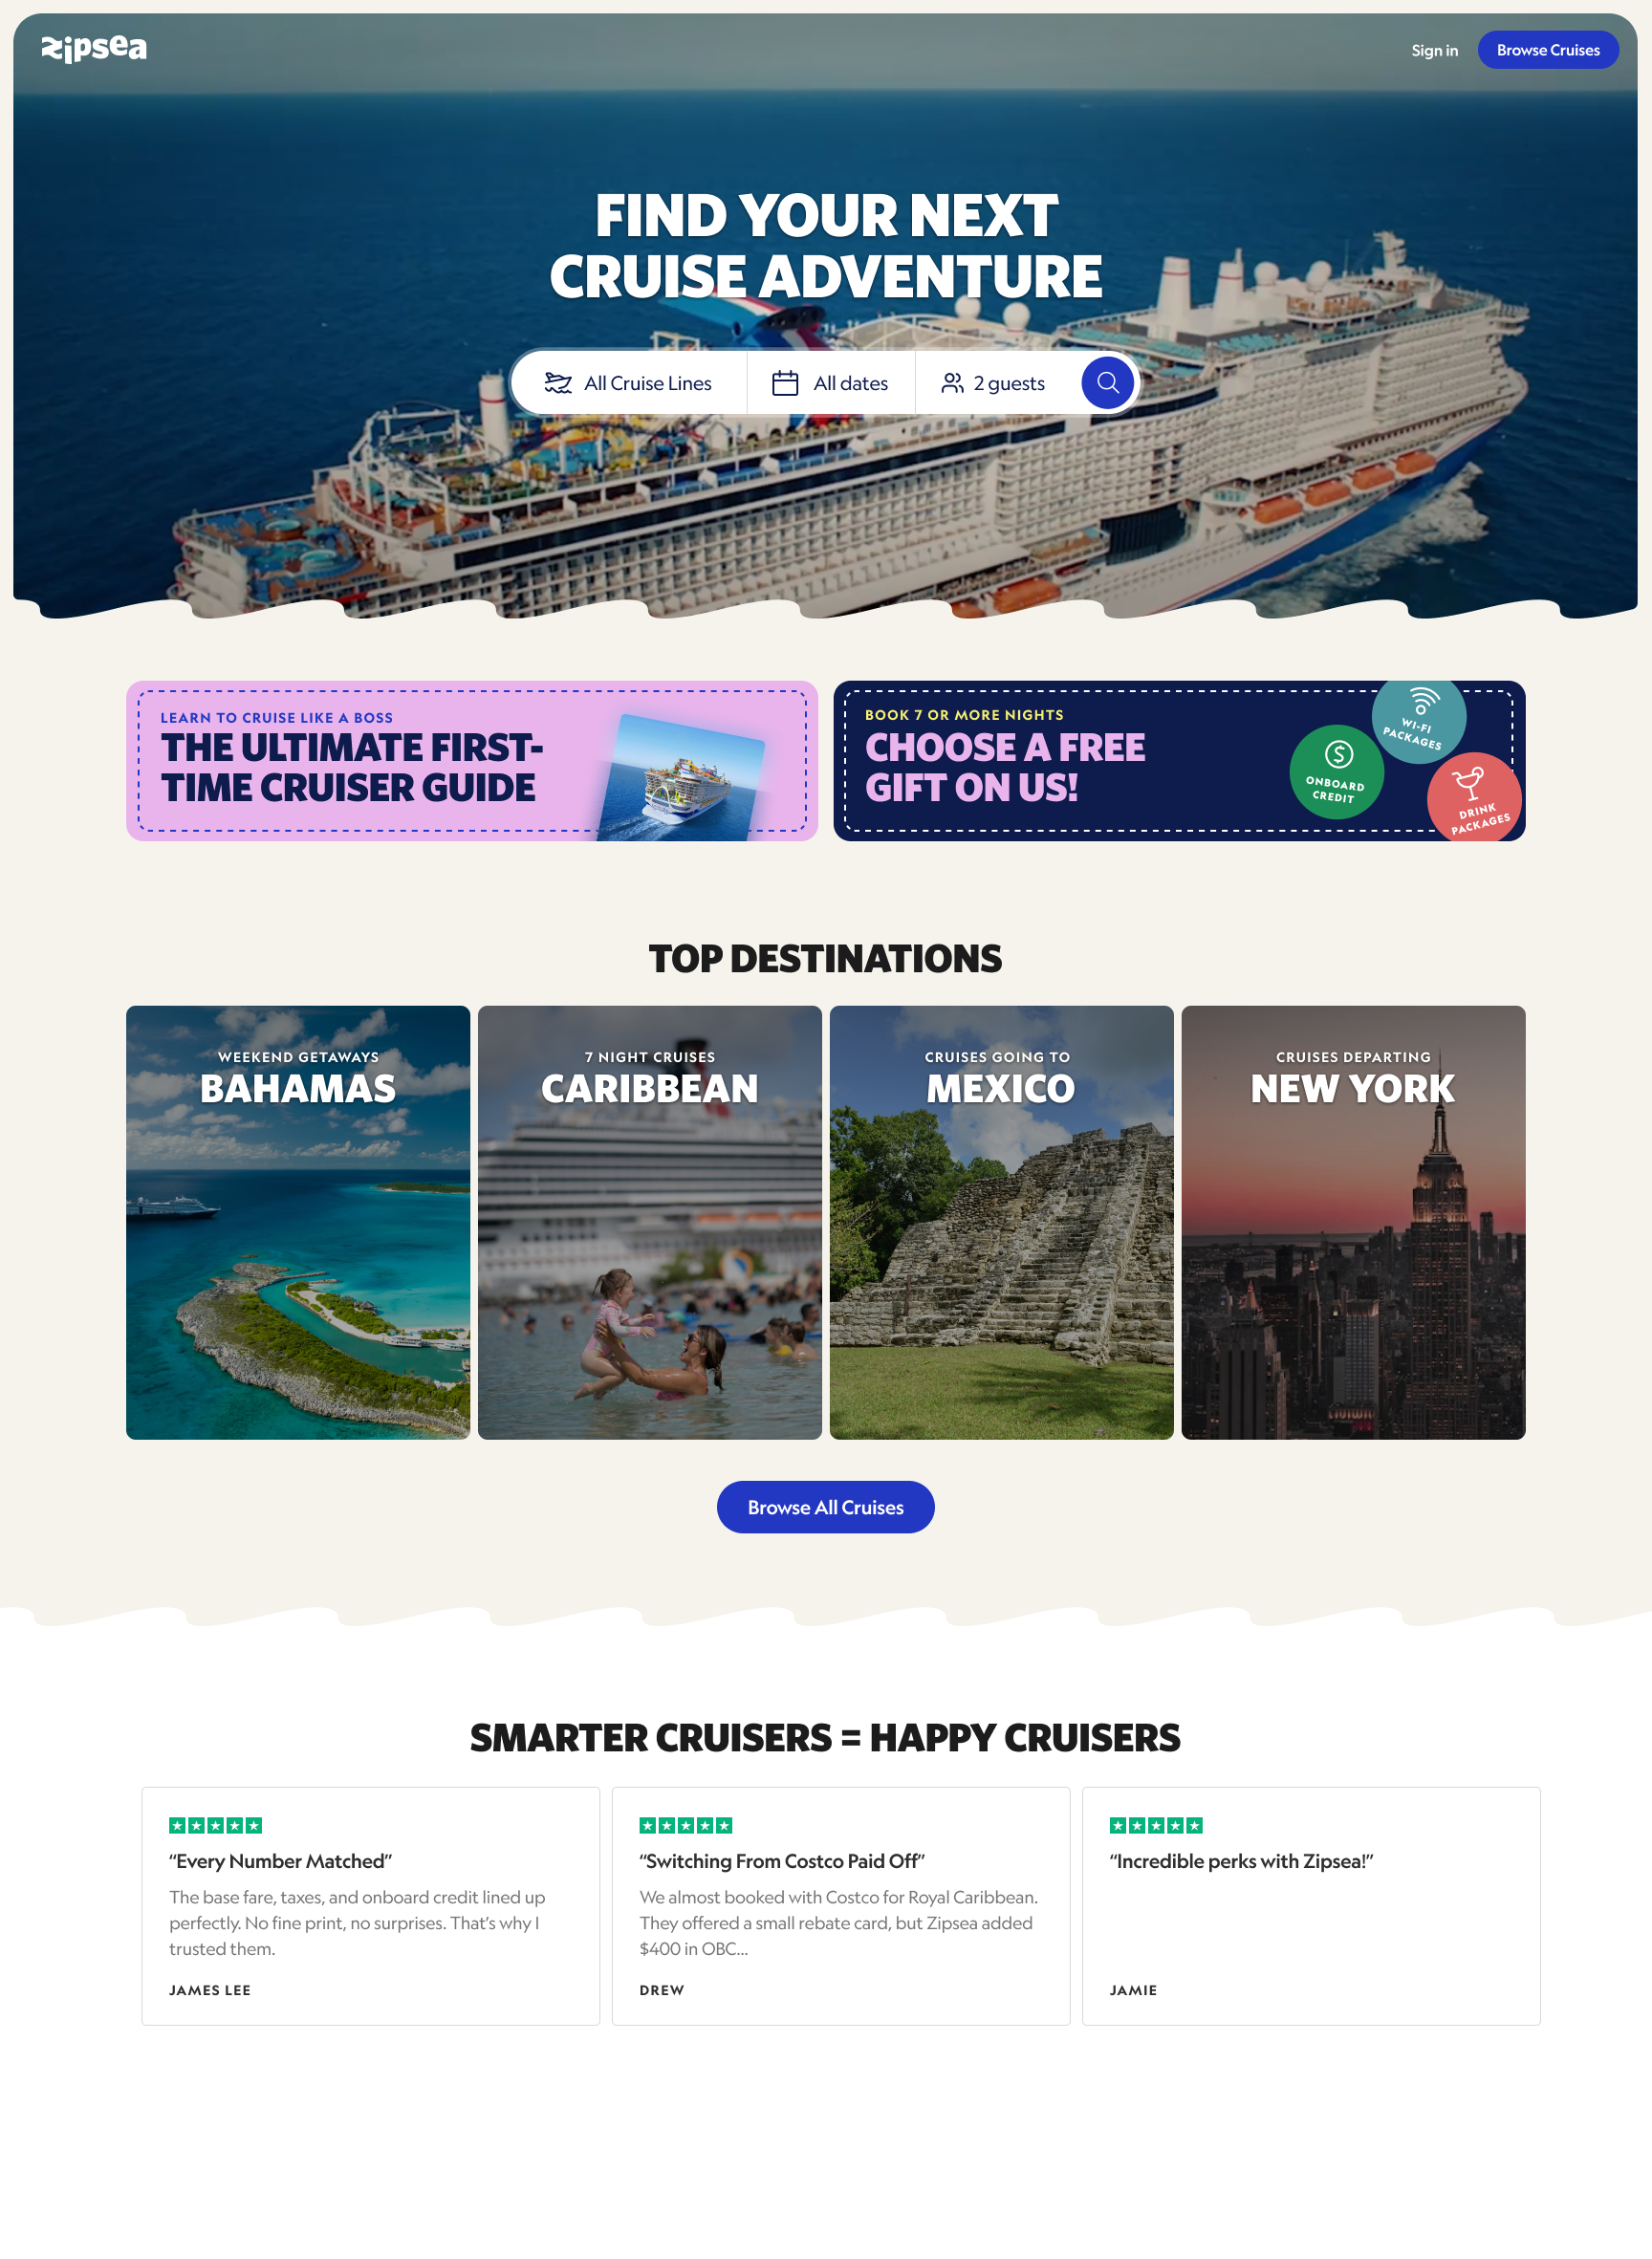 zipsea
Sign in
Browse Cruises
FIND YOUR NEXT
CRUISE ADVENTURE
All Cruise Lines
All dates
2 guests
LEARN TO CRUISE LIKE A BOSS
THE ULTIMATE FIRST-
TIME CRUISER GUIDE
BOOK 7 OR MORE NIGHTS
CHOOSE A FREE
GIFT ON US!
WI-FI
PACKAGES
ONBOARD
CREDIT
DRINK
PACKAGES
TOP DESTINATIONS
WEEKEND GETAWAYS
BAHAMAS
7 NIGHT CRUISES
CARIBBEAN
CRUISES GOING TO
MEXICO
CRUISES DEPARTING
NEW YORK
Browse All Cruises
SMARTER CRUISERS = HAPPY CRUISERS
“Every Number Matched”
The base fare, taxes, and onboard credit lined up
perfectly. No fine print, no surprises. That’s why I
trusted them.
JAMES LEE
“Switching From Costco Paid Off”
We almost booked with Costco for Royal Caribbean.
They offered a small rebate card, but Zipsea added
$400 in OBC...
DREW
“Incredible perks with Zipsea!”
JAMIE